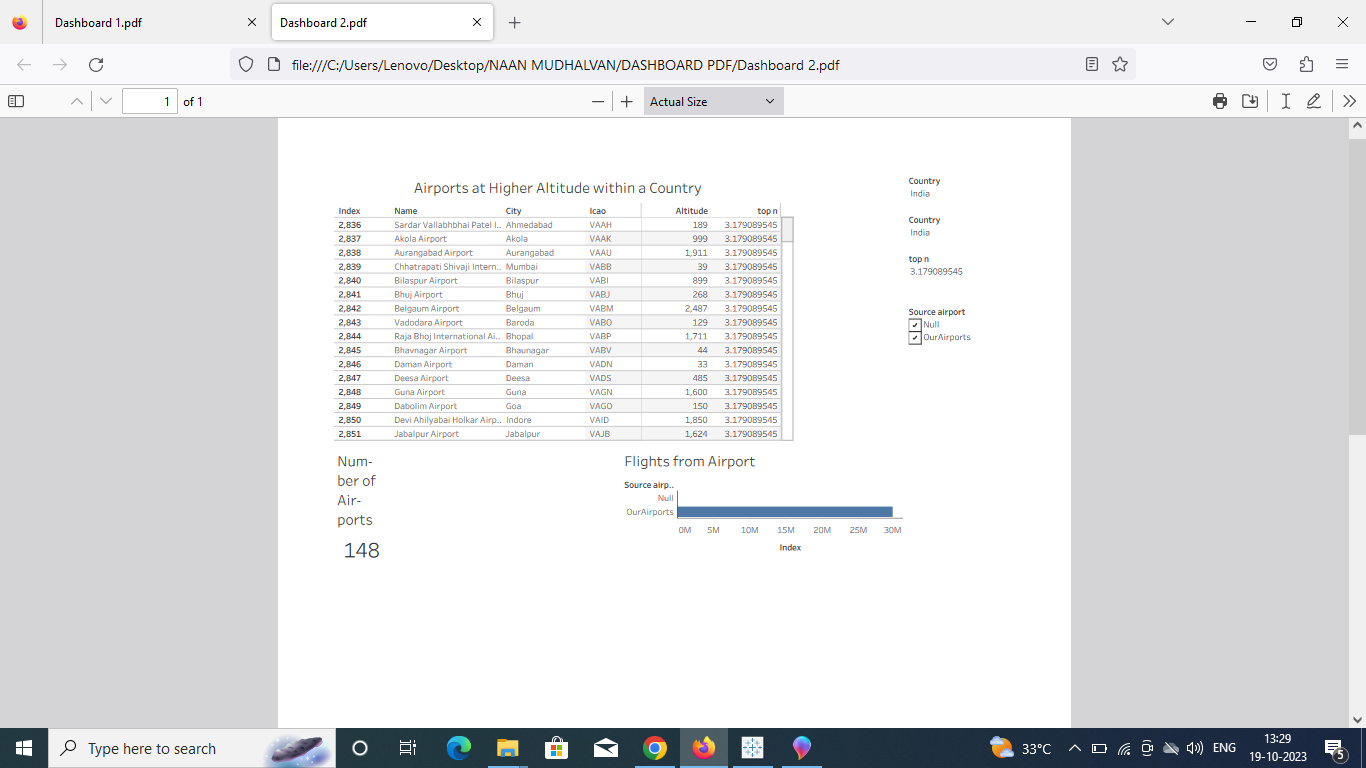 Dashboard 1.pdf
Dashboard 2.pdf
file:///C:/Users/Lenovo/Desktop/NAAN MUDHALVAN/DASHBOARD PDF/Dashboard 2.pdf
1 of 1
Actual Size
Airports at Higher Altitude within a Country
Index Name City Icao Altitude top n
2,836 Sardar Vallabhbhai Patel I.. Ahmedabad VAAH 189 3.179089545
2,837 Akola Airport Akola VAAK 999 3.179089545
2,838 Aurangabad Airport Aurangabad VAAU 1,911 3.179089545
2,839 Chhatrapati Shivaji Intern.. Mumbai VABB 39 3.179089545
2,840 Bilaspur Airport Bilaspur VABI 899 3.179089545
2,841 Bhuj Airport Bhuj VABJ 268 3.179089545
2,842 Belgaum Airport Belgaum VABM 2,487 3.179089545
2,843 Vadodara Airport Baroda VABO 129 3.179089545
2,844 Raja Bhoj International Ai.. Bhopal VABP 1,711 3.179089545
2,845 Bhavnagar Airport Bhaunagar VABV 44 3.179089545
2,846 Daman Airport Daman VADN 33 3.179089545
2,847 Deesa Airport Deesa VADS 485 3.179089545
2,848 Guna Airport Guna VAGN 1,600 3.179089545
2,849 Dabolim Airport Goa VAGO 150 3.179089545
2,850 Devi Ahilyabai Holkar Airp.. Indore VAID 1,850 3.179089545
2,851 Jabalpur Airport Jabalpur VAJB 1,624 3.179089545
Country
India
Country
India
top n
3.179089545
Source airport
Null
OurAirports
Num-
ber of
Air-
ports
148
Flights from Airport
Source airp..
Null
OurAirports
0M 5M 10M 15M 20M 25M 30M
Index
Type here to search
33°C
ENG
13:29
19-10-2023
5